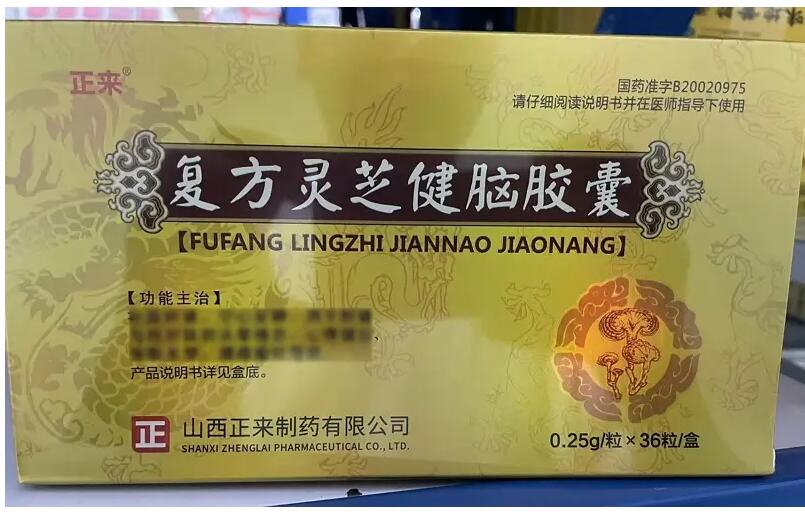 正来®
国药准字B20020975
请仔细阅读说明书并在医师指导下使用
复方灵芝健脑胶囊
【FUFANG LINGZHI JIANNAO JIAONANG】
【功能主治】
产品说明书详见盒底。
正 山西正来制药有限公司
SHANXI ZHENGLAI PHARMACEUTICAL CO., LTD.
0.25g/粒×36粒/盒